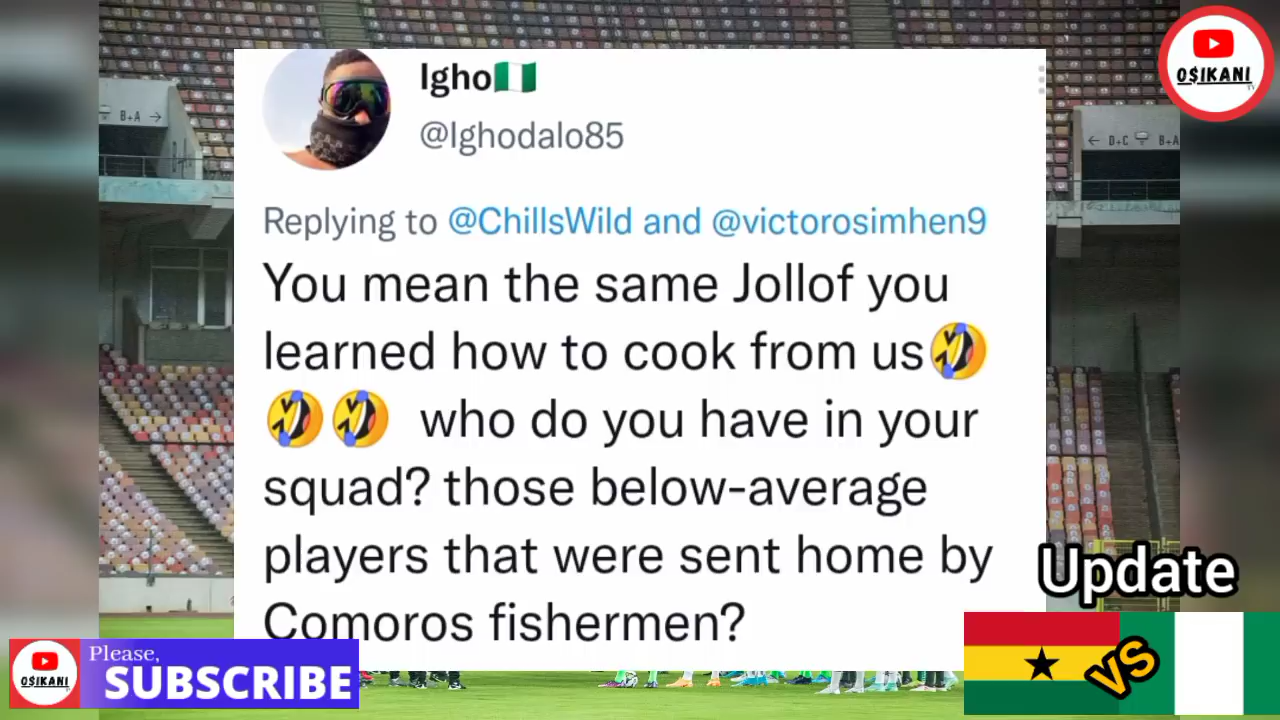 B+A →
OSIKANI
TV
Igho🇳🇬
@Ighodalo85
← D+C B+A
Replying to @ChillsWild and @victorosimhen9
You mean the same Jollof you
learned how to cook from us🤣
🤣🤣 who do you have in your
squad? those below-average
players that were sent home by
Comoros fishermen?
Update
Please,
SUBSCRIBE
OSIKANI
VS